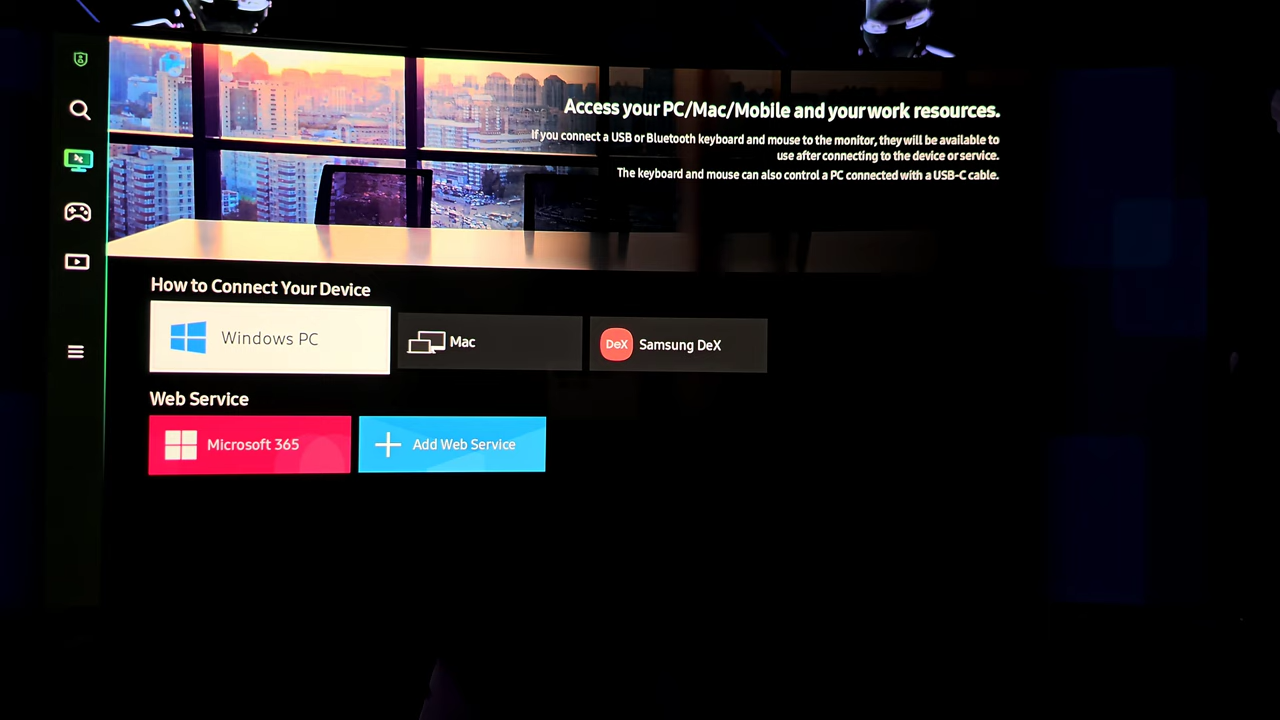 Access your PC/Mac/Mobile and your work resources.
If you connect a USB or Bluetooth keyboard and mouse to the monitor, they will be available to
use after connecting to the device or service.
The keyboard and mouse can also control a PC connected with a USB-C cable.
How to Connect Your Device
Windows PC
Mac
DeX
Samsung DeX
Web Service
Microsoft 365
Add Web Service